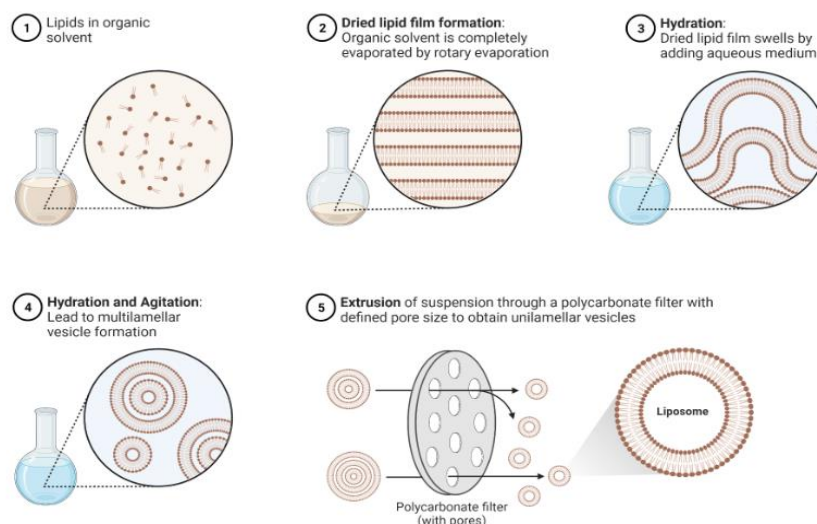 1 Lipids in organic
solvent
2 Dried lipid film formation:
Organic solvent is completely
evaporated by rotary evaporation
3 Hydration:
Dried lipid film swells by
adding aqueous medium
4 Hydration and Agitation:
Lead to multilamellar
vesicle formation
5 Extrusion of suspension through a polycarbonate filter with
defined pore size to obtain unilamellar vesicles
Liposome
Polycarbonate filter
(with pores)